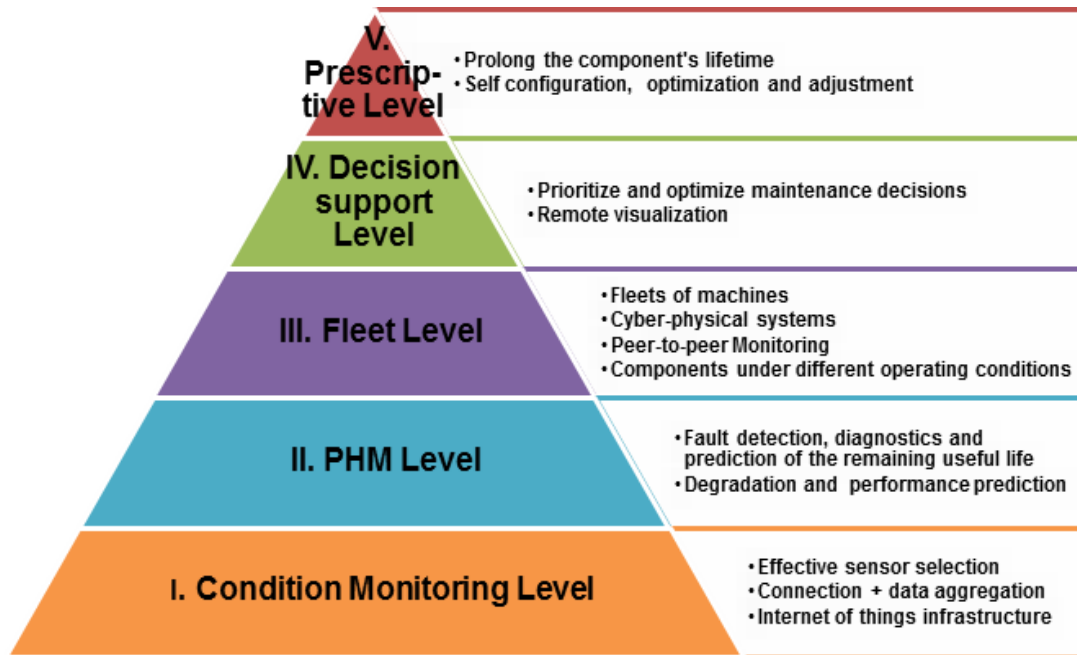 V.
Prescrip-
tive Level
• Prolong the component's lifetime
• Self configuration, optimization and adjustment
IV. Decision
support
Level
• Prioritize and optimize maintenance decisions
• Remote visualization
III. Fleet Level
• Fleets of machines
• Cyber-physical systems
• Peer-to-peer Monitoring
• Components under different operating conditions
II. PHM Level
• Fault detection, diagnostics and
prediction of the remaining useful life
• Degradation and performance prediction
I. Condition Monitoring Level
• Effective sensor selection
• Connection + data aggregation
• Internet of things infrastructure